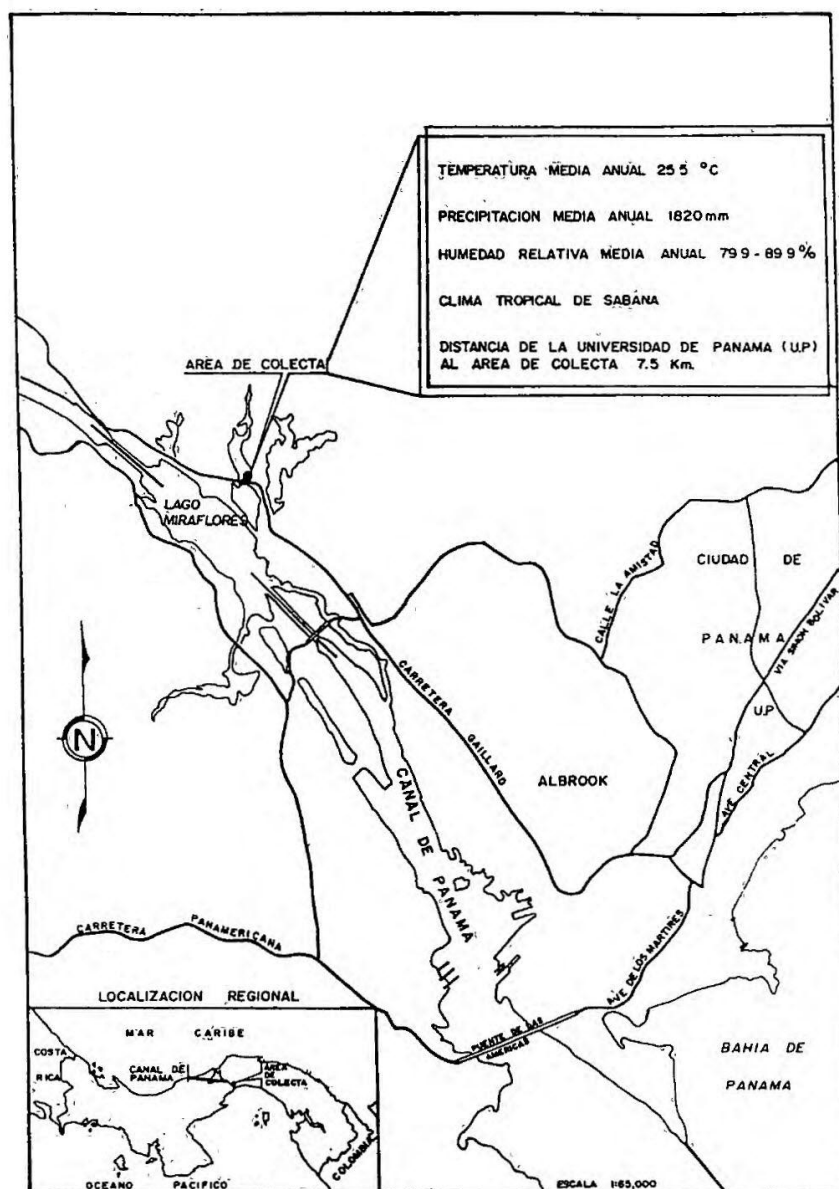 TEMPERATURA MEDIA ANUAL 25 5 °C
PRECIPITACION MEDIA ANUAL 1820 mm
HUMEDAD RELATIVA MEDIA ANUAL 79 9 - 89 9 %
CLIMA TROPICAL DE SABANA
DISTANCIA DE LA UNIVERSIDAD DE PANAMA (U.P)
AL AREA DE COLECTA 7.5 Km.
AREA DE COLECTA
LAGO
MIRAFLORES
CALLE LA AMISTAD
CIUDAD DE
PANAMA
VIA SIMON BOLIVAR
U.P
AVE CENTRAL
N
CARRETERA GAILLARD
ALBROOK
CANAL DE PANAMÁ
CARRETERA PANAMERICANA
AVE DE LOS MARTIRES
PUENTE DE LAS
AMERICAS
BAHIA DE
PANAMA
LOCALIZACION REGIONAL
MAR CARIBE
COSTA
RICA
CANAL DE
PANAMA
AREA
DE
COLECTA
COLOMBIA
OCEANO PACIFICO
ESCALA 1:65,000